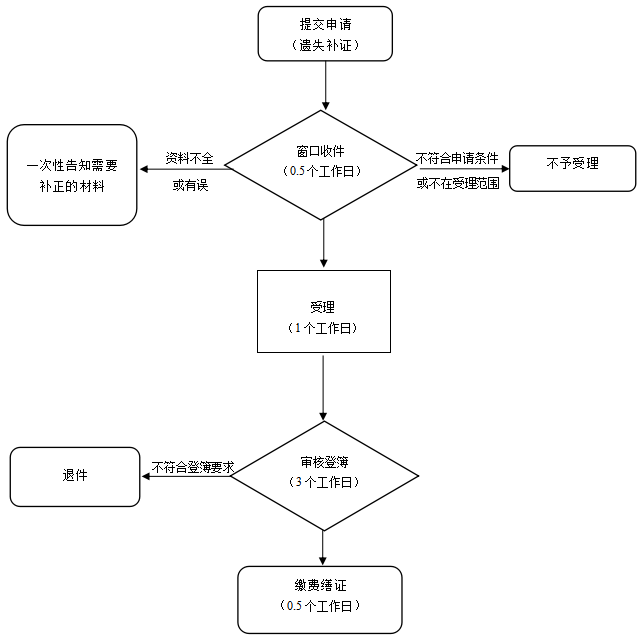 提交申请
（遗失补证）
窗口收件
（0.5个工作日）
资料不全
或有误
一次性告知需要
补正的材料
不符合申请条件
或不在受理范围
不予受理
受理
（1个工作日）
审核登簿
（3个工作日）
不符合登簿要求
退件
缴费缮证
（0.5个工作日）